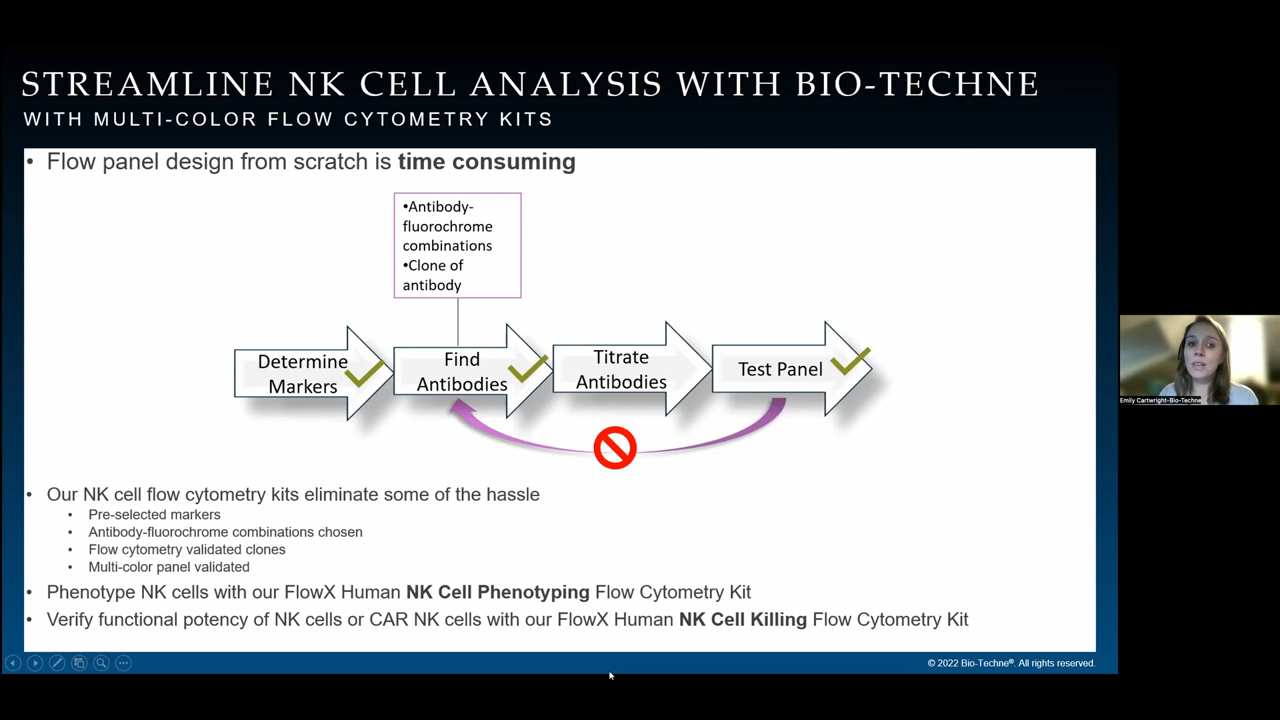 STREAMLINE NK CELL ANALYSIS WITH BIO-TECHNE
WITH MULTI-COLOR FLOW CYTOMETRY KITS
• Flow panel design from scratch is time consuming
•Antibody-
fluorochrome
combinations
•Clone of
antibody
Determine
Markers
Find
Antibodies
Titrate
Antibodies
Test Panel
• Our NK cell flow cytometry kits eliminate some of the hassle
• Pre-selected markers
• Antibody-fluorochrome combinations chosen
• Flow cytometry validated clones
• Multi-color panel validated
• Phenotype NK cells with our FlowX Human NK Cell Phenotyping Flow Cytometry Kit
• Verify functional potency of NK cells or CAR NK cells with our FlowX Human NK Cell Killing Flow Cytometry Kit
© 2022 Bio-Techne®. All rights reserved.
Emily Cartwright-Bio-Techne